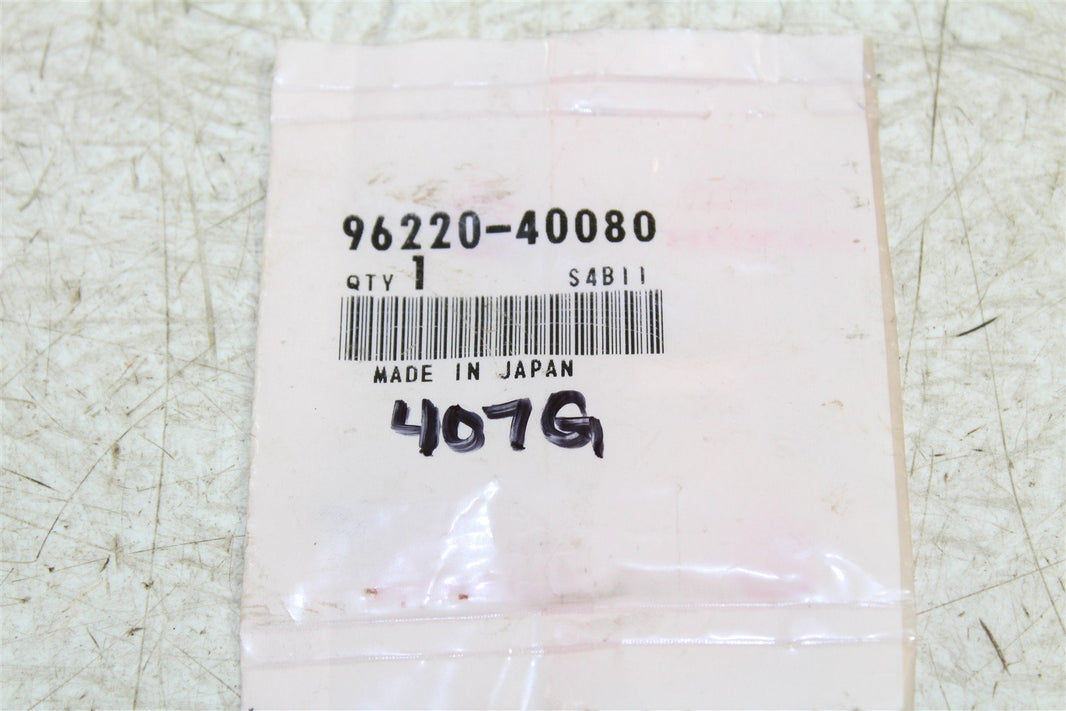 96220-40080
QTY 1 S4B11
MADE IN JAPAN
407G